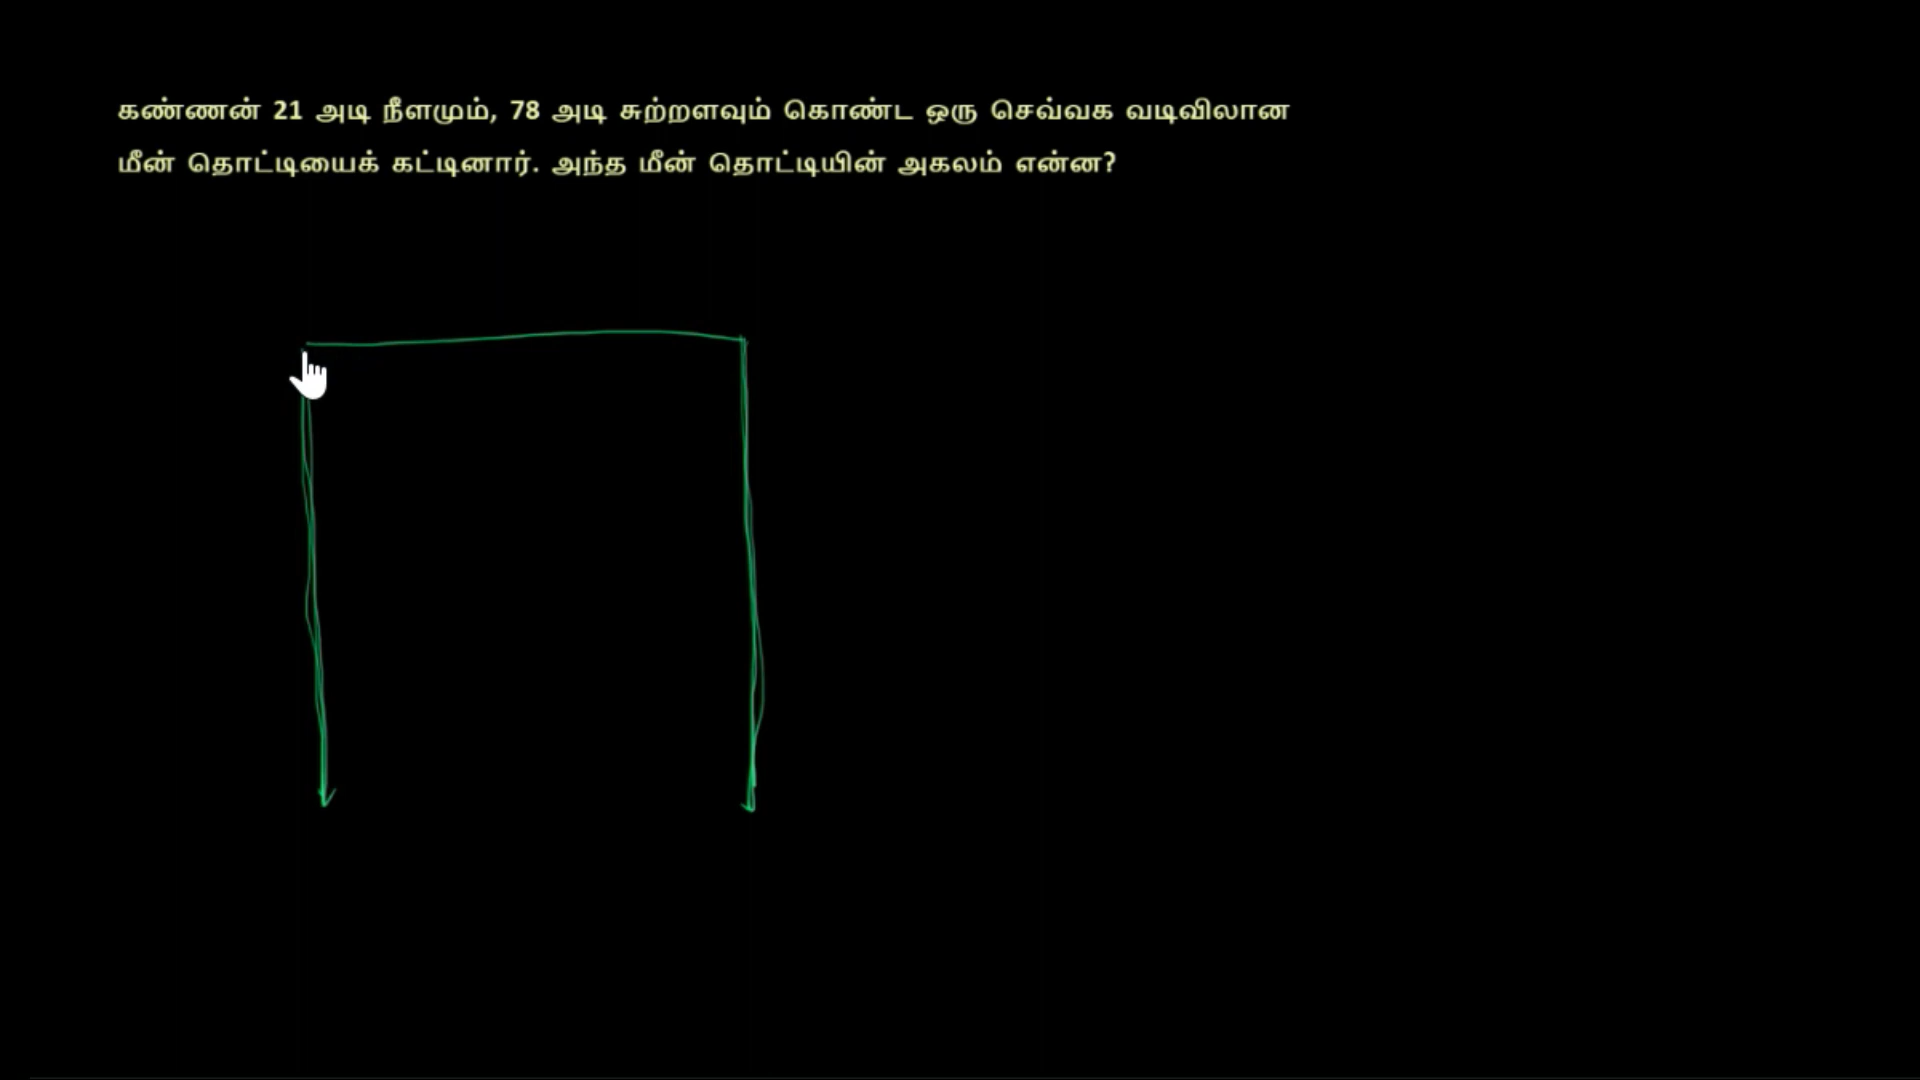 கண்ணன் 21 அடி நீளமும், 78 அடி சுற்றளவும் கொண்ட ஒரு செவ்வக வடிவிலான
மீன் தொட்டியைக் கட்டினார். அந்த மீன் தொட்டியின் அகலம் என்ன?